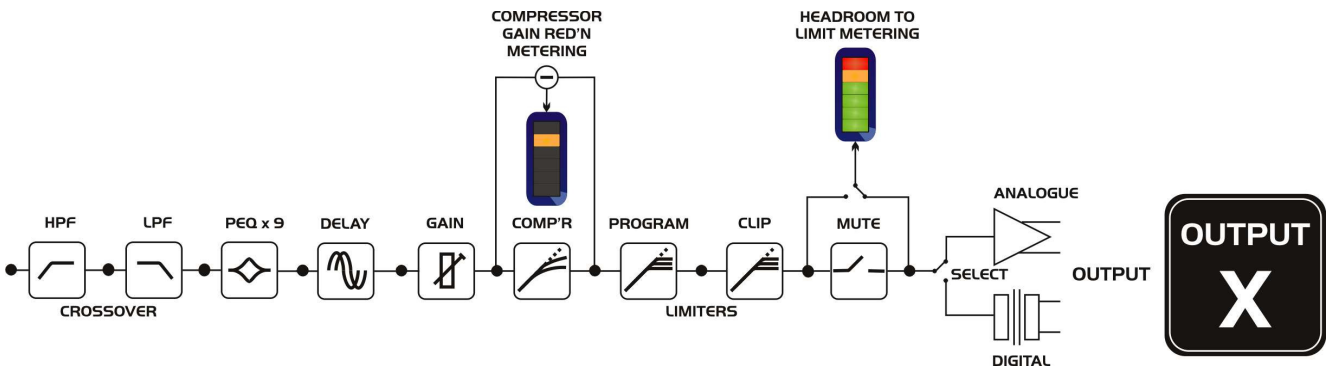 COMPRESSOR
GAIN RED'N
METERING
HEADROOM TO
LIMIT METERING
HPF
LPF
PEQ x 9
DELAY
GAIN
COMP'R
PROGRAM
CLIP
MUTE
ANALOGUE
CROSSOVER
LIMITERS
SELECT
OUTPUT
DIGITAL
OUTPUT
X